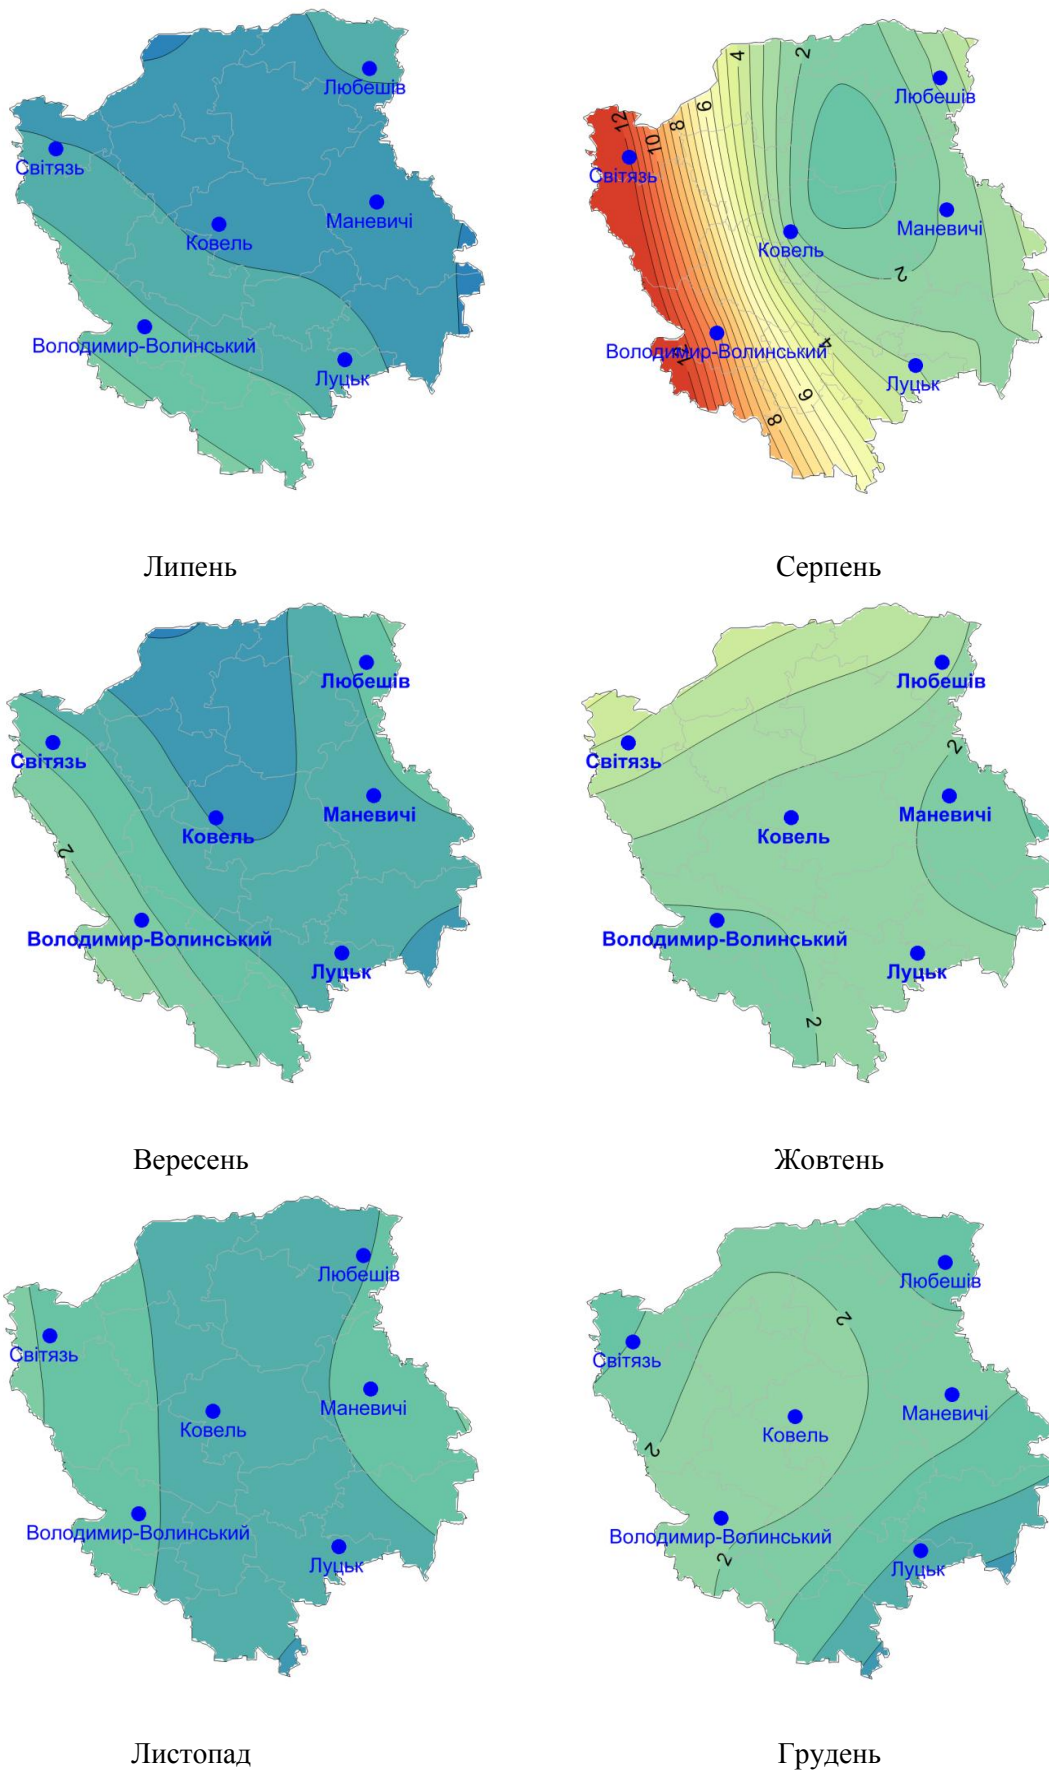 Любешів
Світязь
Маневичі
Ковель
Володимир-Волинський
Луцьк
4
2
6
8
10
12
Любешів
Світязь
Маневичі
Ковель
2
12
4
Володимир-Волинський
Луцьк
6
8
Липень
Серпень
Любешів
Світязь
Маневичі
Ковель
2
Володимир-Волинський
Луцьк
Любешів
Світязь
2
Маневичі
Ковель
Володимир-Волинський
Луцьк
2
Вересень
Жовтень
Любешів
Світязь
Маневичі
Ковель
Володимир-Волинський
Луцьк
Любешів
2
Світязь
Маневичі
Ковель
2
Володимир-Волинський
2
Луцьк
Листопад
Грудень